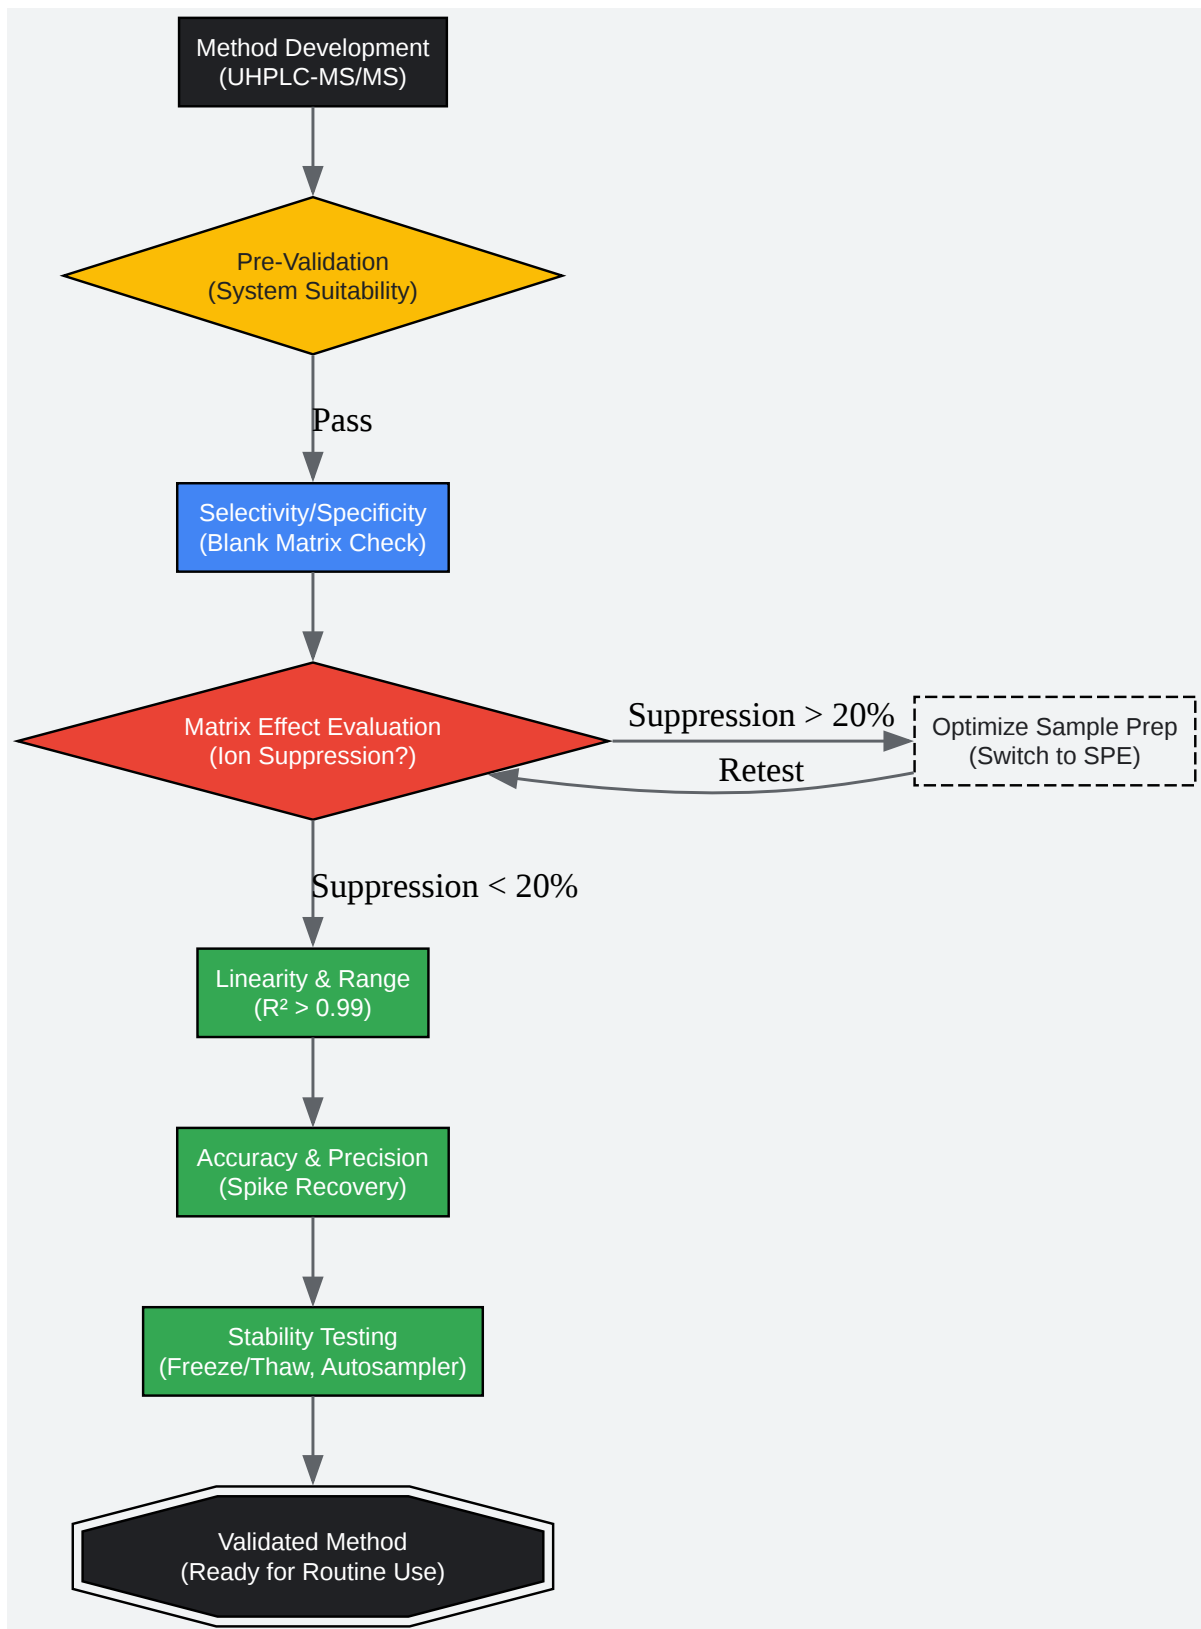 Method Development
(UHPLC-MS/MS)
Pre-Validation
(System Suitability)
Pass
Selectivity/Specificity
(Blank Matrix Check)
Matrix Effect Evaluation
(Ion Suppression?)
Suppression > 20%
Optimize Sample Prep
(Switch to SPE)
Retest
Suppression < 20%
Linearity & Range
(R² > 0.99)
Accuracy & Precision
(Spike Recovery)
Stability Testing
(Freeze/Thaw, Autosampler)
Validated Method
(Ready for Routine Use)